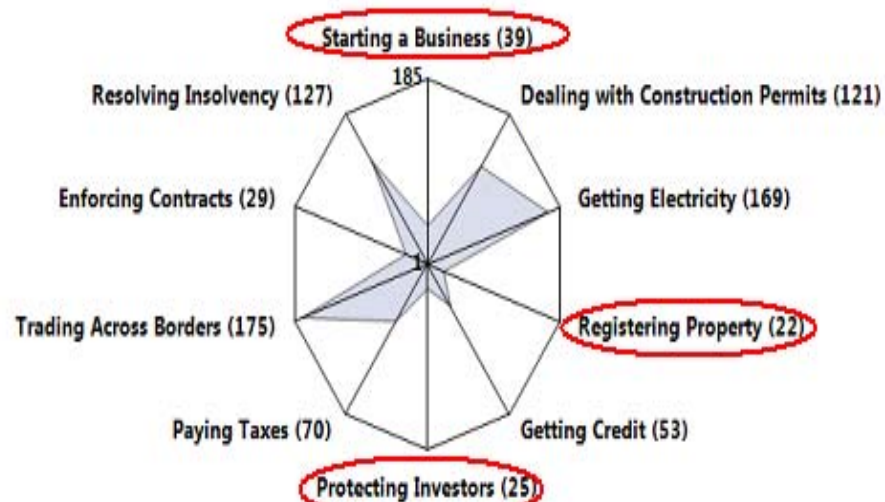 Starting a Business (39)
185
Resolving Insolvency (127)
Dealing with Construction Permits (121)
Enforcing Contracts (29)
Getting Electricity (169)
1
Trading Across Borders (175)
Registering Property (22)
Paying Taxes (70)
Getting Credit (53)
Protecting Investors (25)